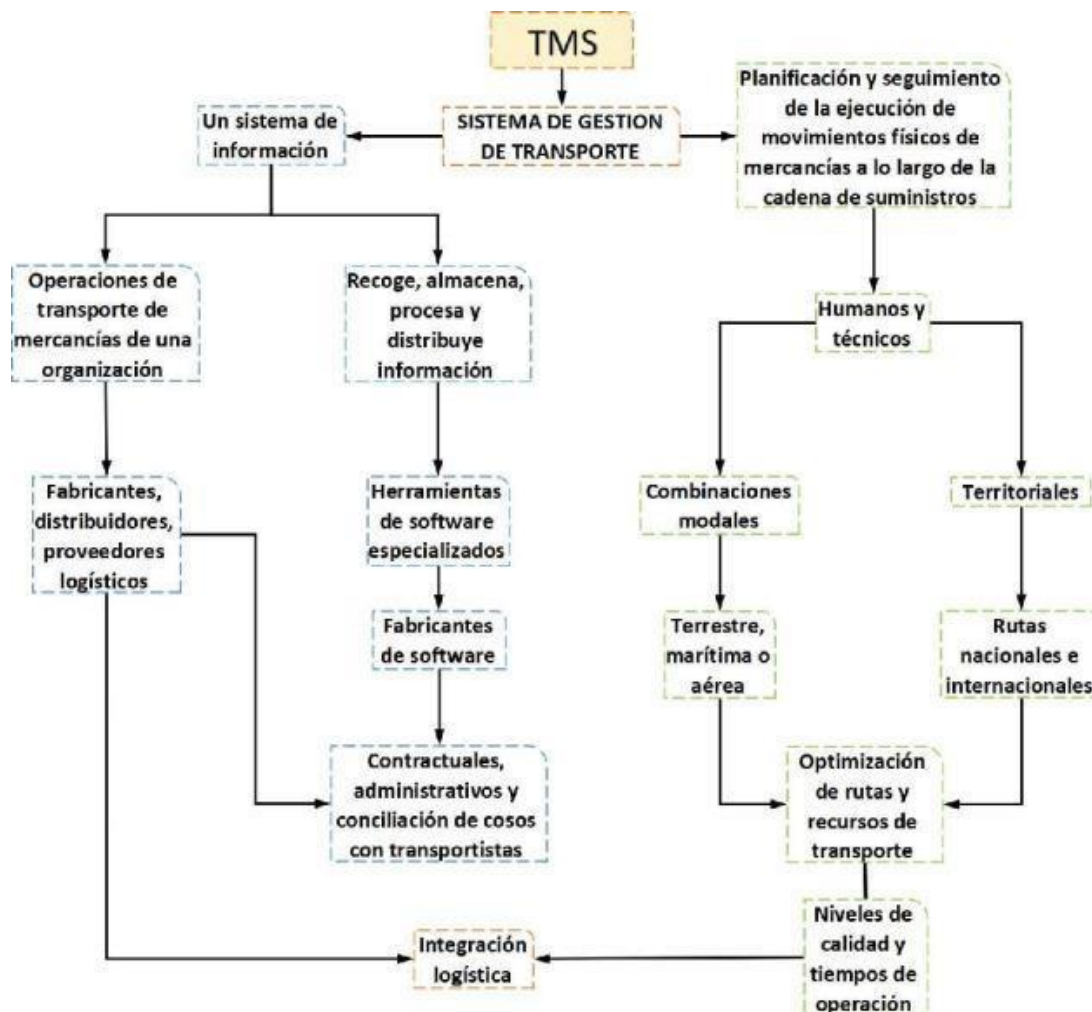 TMS
SISTEMA DE GESTION
DE TRANSPORTE
Un sistema de
información
Planificación y seguimiento
de la ejecución de
movimientos físicos de
mercancías a lo largo de la
cadena de suministros
Operaciones de
transporte de
mercancías de una
organización
Recoge, almacena,
procesa y
distribuye
información
Humanos y
técnicos
Fabricantes,
distribuidores,
proveedores
logísticos
Herramientas
de software
especializados
Combinaciones
modales
Territoriales
Fabricantes
de software
Terrestre,
marítima o
aérea
Rutas
nacionales e
internacionales
Contractuales,
administrativos y
conciliación de cosos
con transportistas
Optimización
de rutas y
recursos de
transporte
Integración
logística
Niveles de
calidad y
tiempos de
operación